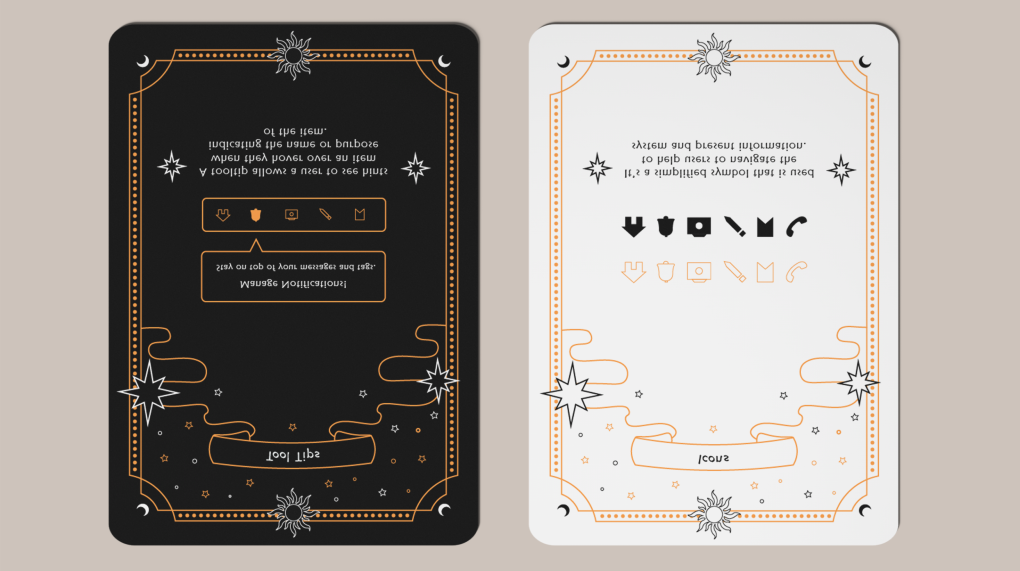 Tool Tips
Manage Notifications!
Stay on top of your messages and tags.
A tooltip allows a user to see hints
when they hover over an item
indicating the name or purpose
of the item.
Icons
It's a simplified symbol that is used
to help users to navigate the
system and present information.